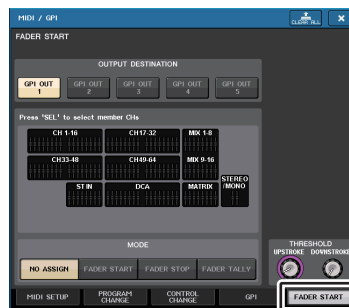 MIDI / GPI
CLEAR ALL
FADER START
OUTPUT DESTINATION
GPI OUT 1
GPI OUT 2
GPI OUT 3
GPI OUT 4
GPI OUT 5
Press 'SEL' to select member CHs
CH 1-16
CH17-32
MIX 1-8
CH33-48
CH49-64
MIX 9-16
ST IN
DCA
MATRIX
STEREO /MONO
MODE
NO ASSIGN
FADER START
FADER STOP
FADER TALLY
THRESHOLD
UPSTROKE
DOWNSTROKE
MIDI SETUP
PROGRAM CHANGE
CONTROL CHANGE
GPI
FADER START